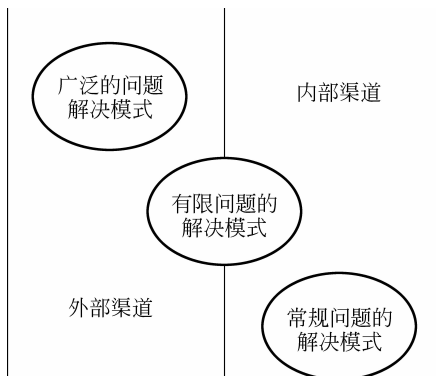 广泛的问题
解决模式
内部渠道
有限问题的
解决模式
外部渠道
常规问题的
解决模式